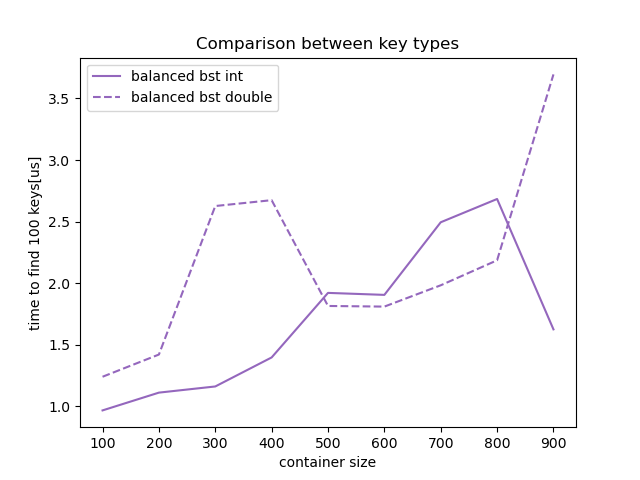 Comparison between key types
balanced bst int
balanced bst double
time to find 100 keys[us]
3.5
3.0
2.5
2.0
1.5
1.0
100 200 300 400 500 600 700 800 900
container size